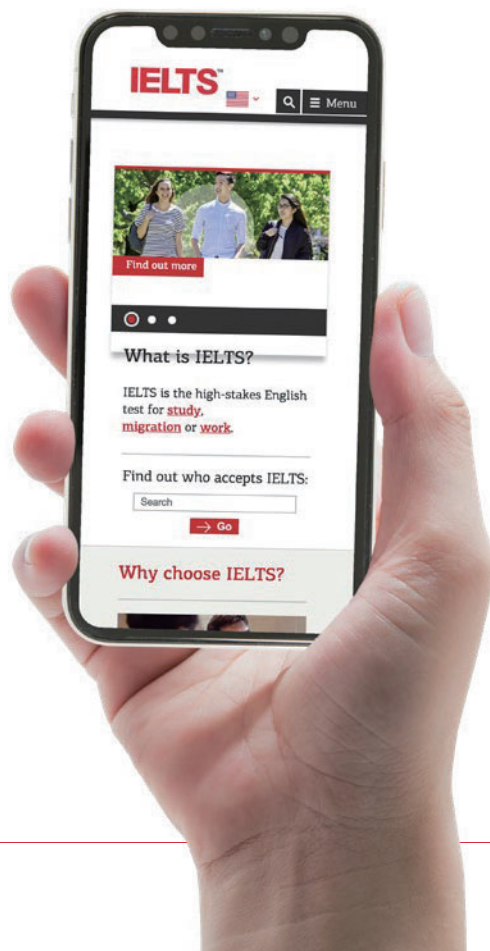 IELTS™
≡ Menu
Find out more
What is IELTS?
IELTS is the high-stakes English
test for study,
migration or work.
Find out who accepts IELTS:
Search
→ Go
Why choose IELTS?